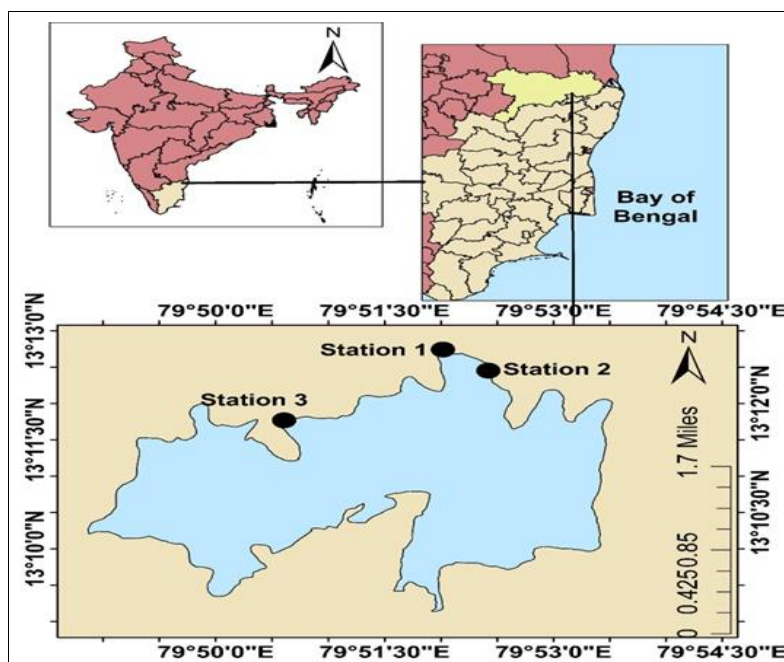 N
Bay of
Bengal
79°50'0"E 79°51'30"E 79°53'0"E 79°54'30"E
13°13'0"N
Station 1
Station 2
Station 3
N
13°12'0"N
13°11'30"N
13°10'30"N
13°10'0"N
0 0.4250.85 1.7 Miles
79°50'0"E 79°51'30"E 79°53'0"E 79°54'30"E